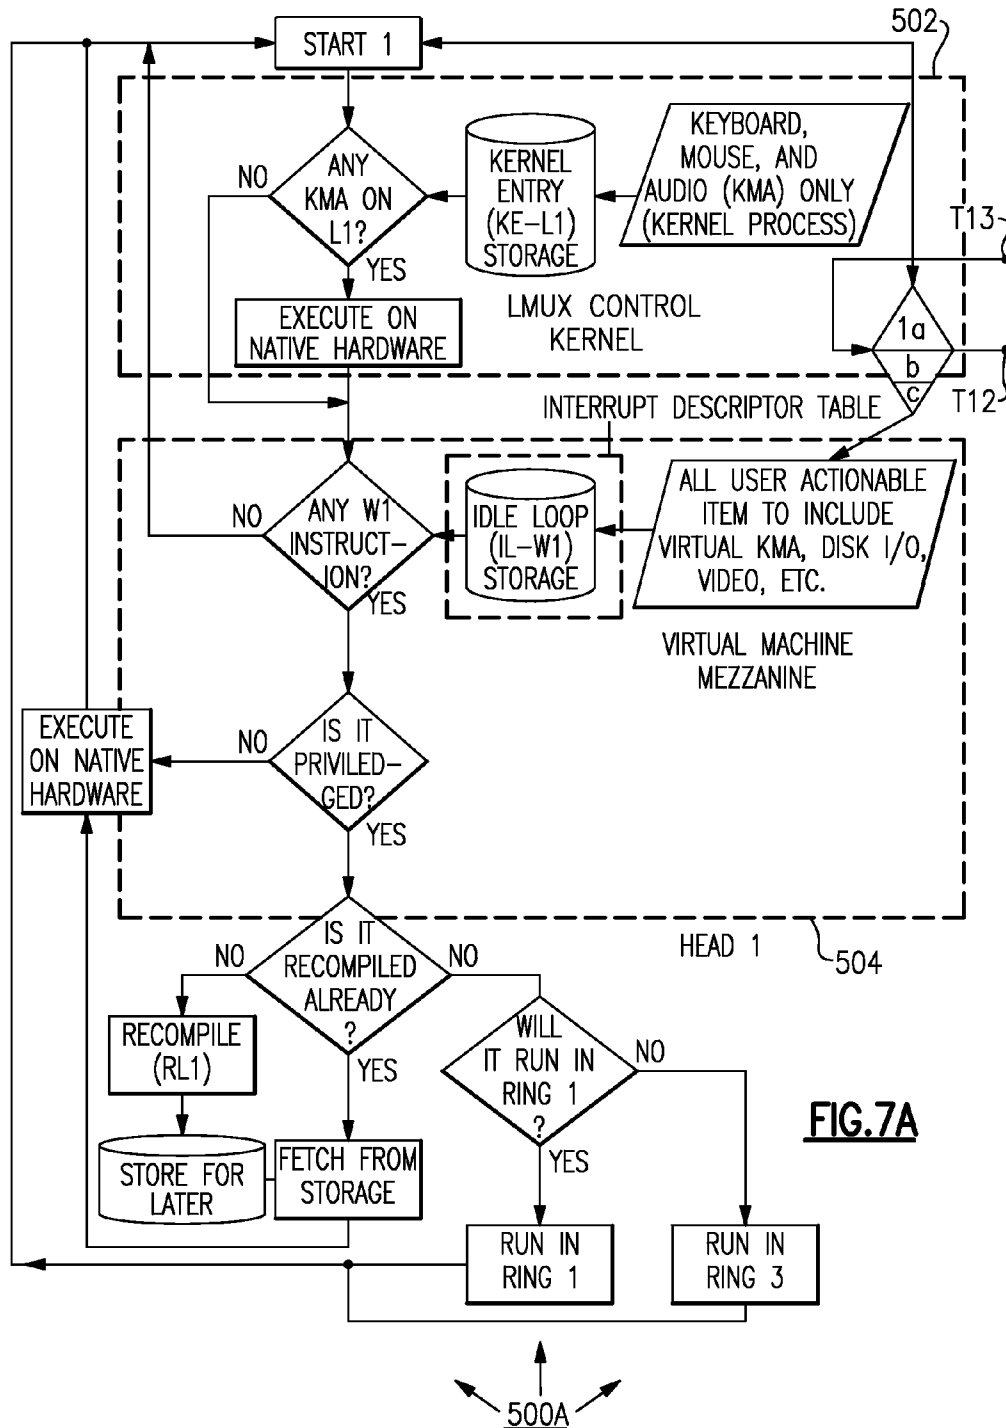 502
START 1
KEYBOARD,
MOUSE, AND
AUDIO (KMA) ONLY
(KERNEL PROCESS)
KERNEL
ENTRY
(KE-L1)
STORAGE
ANY
KMA ON
L1?
NO
YES
T13
EXECUTE ON
NATIVE HARDWARE
LMUX CONTROL
KERNEL
1a
b
c
T12
INTERRUPT DESCRIPTOR TABLE
ALL USER ACTIONABLE
ITEM TO INCLUDE
VIRTUAL KMA, DISK I/O,
VIDEO, ETC.
IDLE LOOP
(IL-W1)
STORAGE
ANY W1
INSTRUCT-
ION?
NO
YES
VIRTUAL MACHINE
MEZZANINE
EXECUTE
ON NATIVE
HARDWARE
NO
IS IT
PRIVILED-
GED?
YES
HEAD 1
504
IS IT
RECOMPILED
ALREADY
?
NO
NO
YES
RECOMPILE
(RL1)
WILL
IT RUN IN
RING 1
?
NO
YES
FIG.7A
STORE FOR
LATER
FETCH FROM
STORAGE
RUN IN
RING 1
RUN IN
RING 3
500A